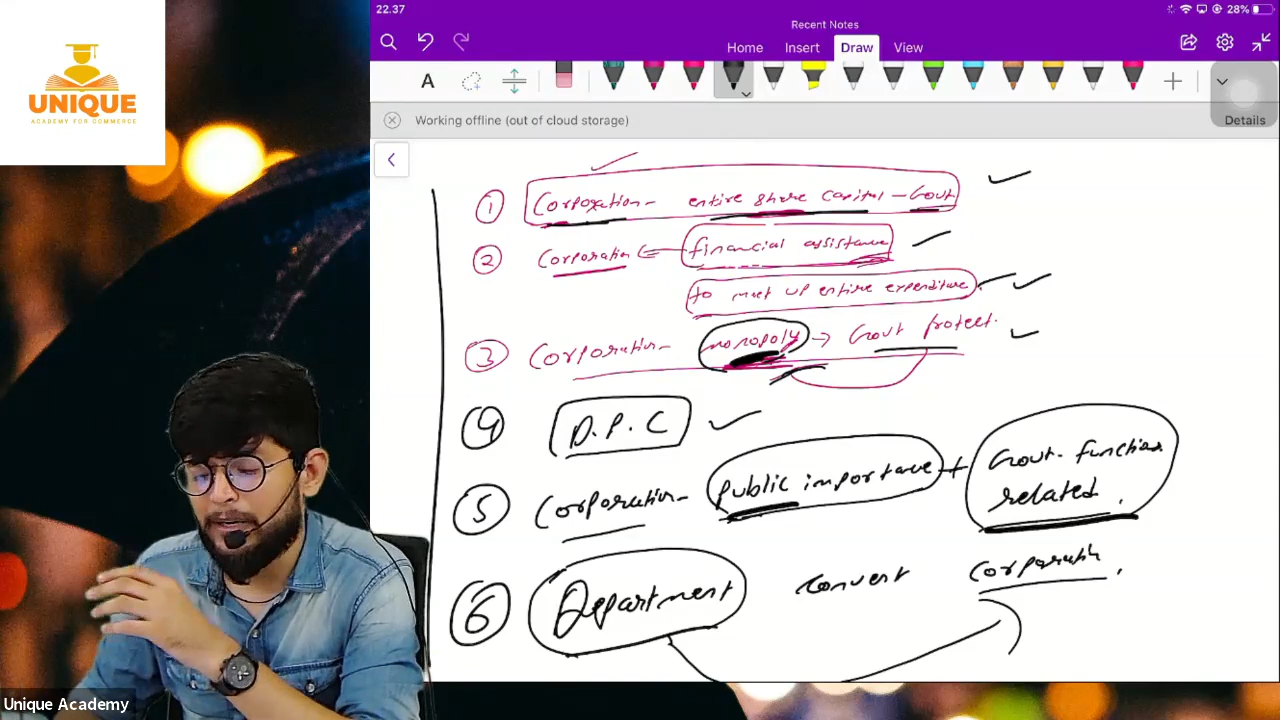 UNIQUE
ACADEMY FOR COMMERCE
22.37
28%
Recent Notes
Home Insert Draw View
A
Working offline (out of cloud storage)
Details
1 Corporation - entire share capital - Govt
2 Corporation financial assistance
to meet up entire expenditure.
3 Corporation - monopoly → Govt protect.
4 D.P.C
5 Corporation - public importance + Govt. function
related.
6 Department convert corporation.
Unique Academy